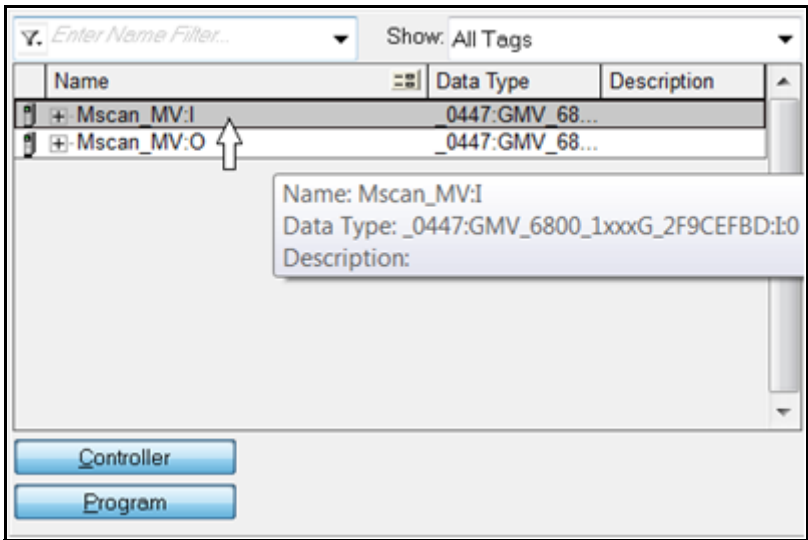 Enter Name Filter...
Show: All Tags
Name Data Type Description
Mscan_MV:I _0447:GMV_68...
Mscan_MV:O _0447:GMV_68...
Name: Mscan_MV:I
Data Type: _0447:GMV_6800_1xxxG_2F9CEFBD:I:0
Description:
Controller
Program